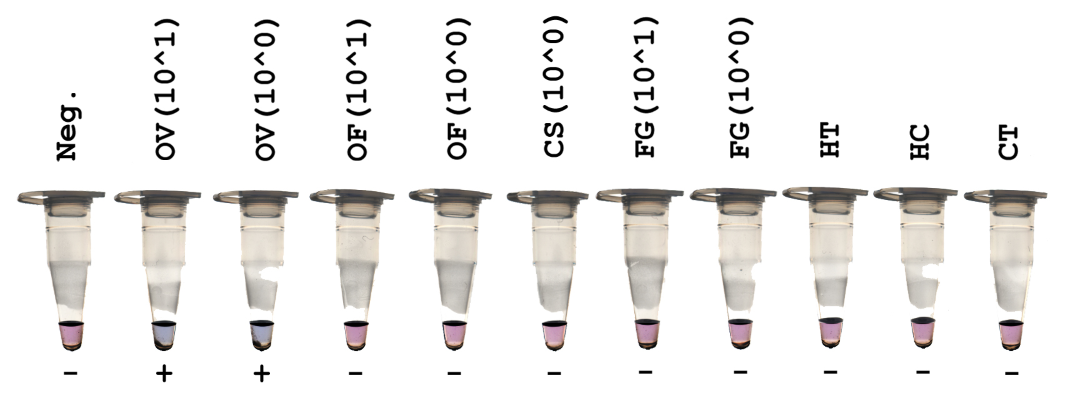 Neg. OV(10^1) OV(10^0) OF(10^1) OF(10^0) CS(10^0) FG(10^1) FG(10^0) HT HC CT
- + + - - - - - - - -